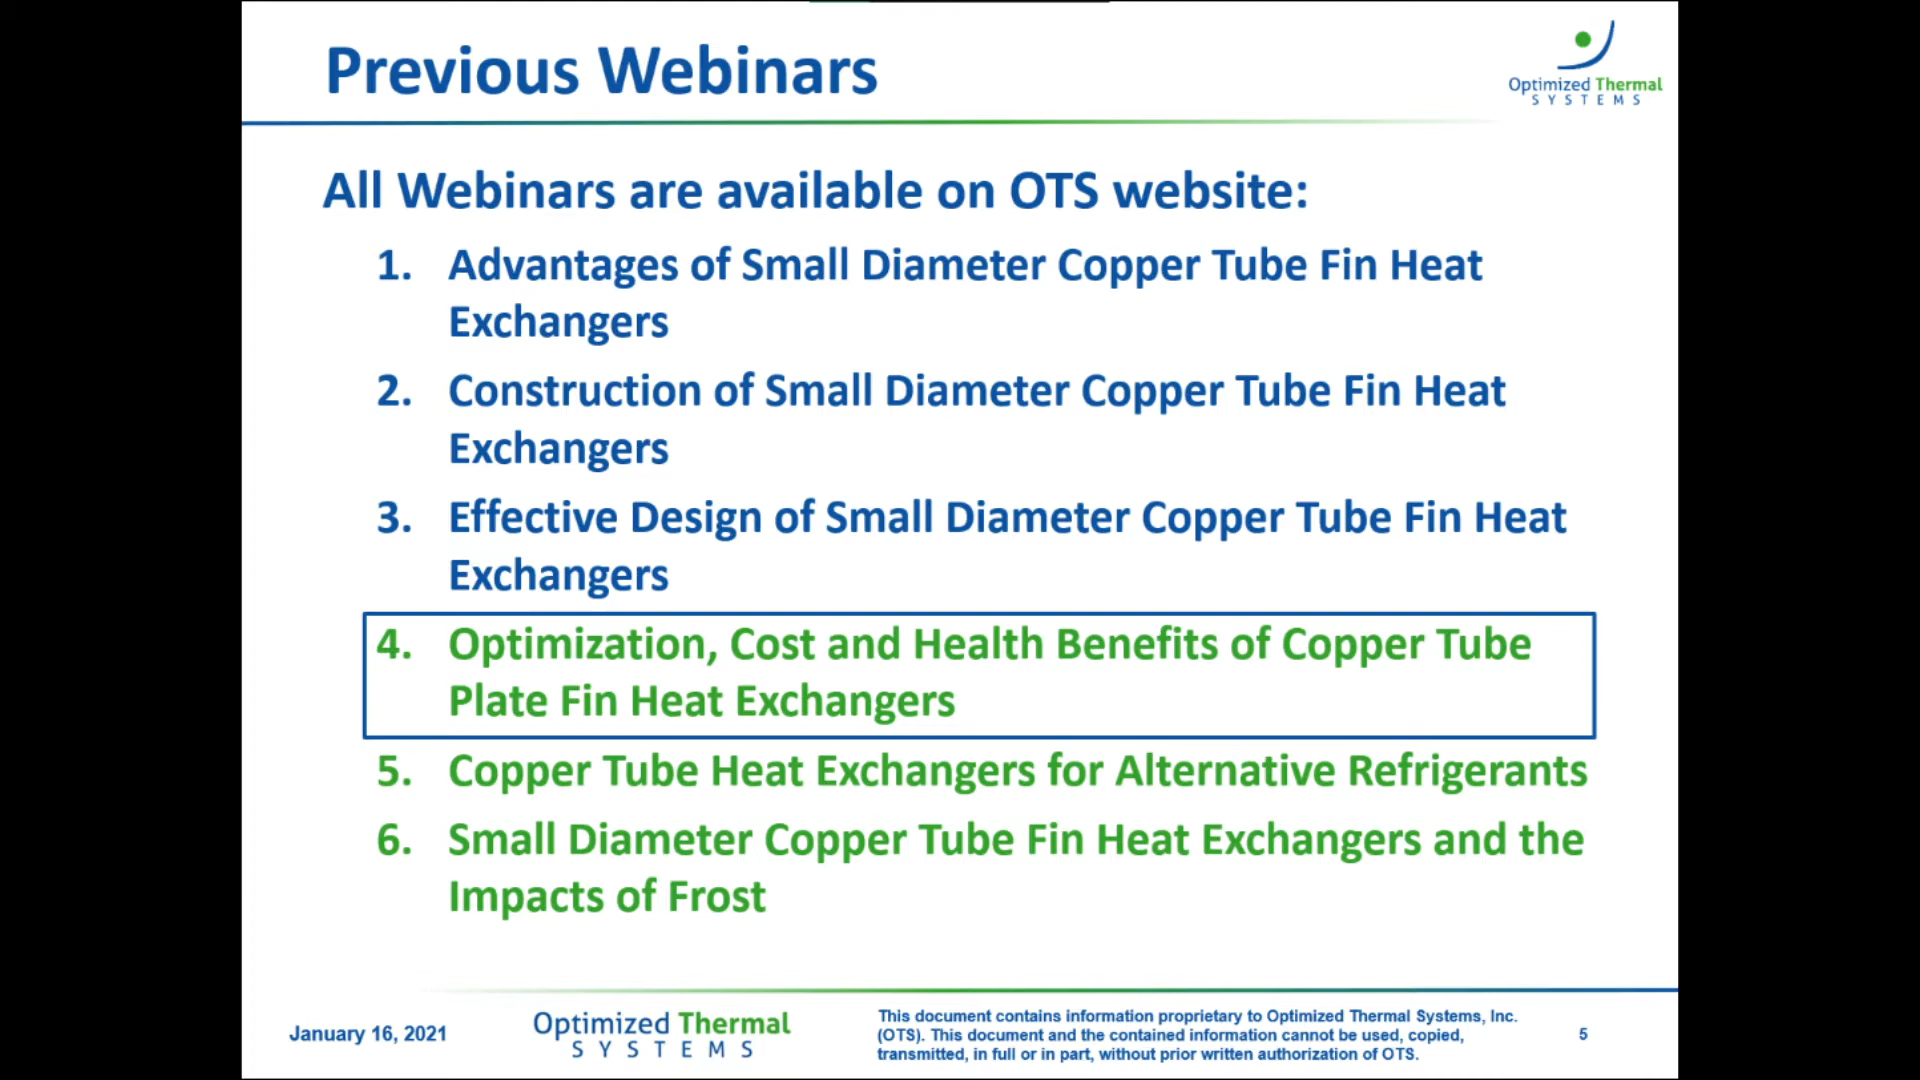 Previous Webinars
Optimized Thermal
SYSTEMS
All Webinars are available on OTS website:
1. Advantages of Small Diameter Copper Tube Fin Heat
Exchangers
2. Construction of Small Diameter Copper Tube Fin Heat
Exchangers
3. Effective Design of Small Diameter Copper Tube Fin Heat
Exchangers
4. Optimization, Cost and Health Benefits of Copper Tube
Plate Fin Heat Exchangers
5. Copper Tube Heat Exchangers for Alternative Refrigerants
6. Small Diameter Copper Tube Fin Heat Exchangers and the
Impacts of Frost
January 16, 2021
Optimized Thermal
SYSTEMS
This document contains information proprietary to Optimized Thermal Systems, Inc.
(OTS). This document and the contained information cannot be used, copied,
transmitted, in full or in part, without prior written authorization of OTS.
5